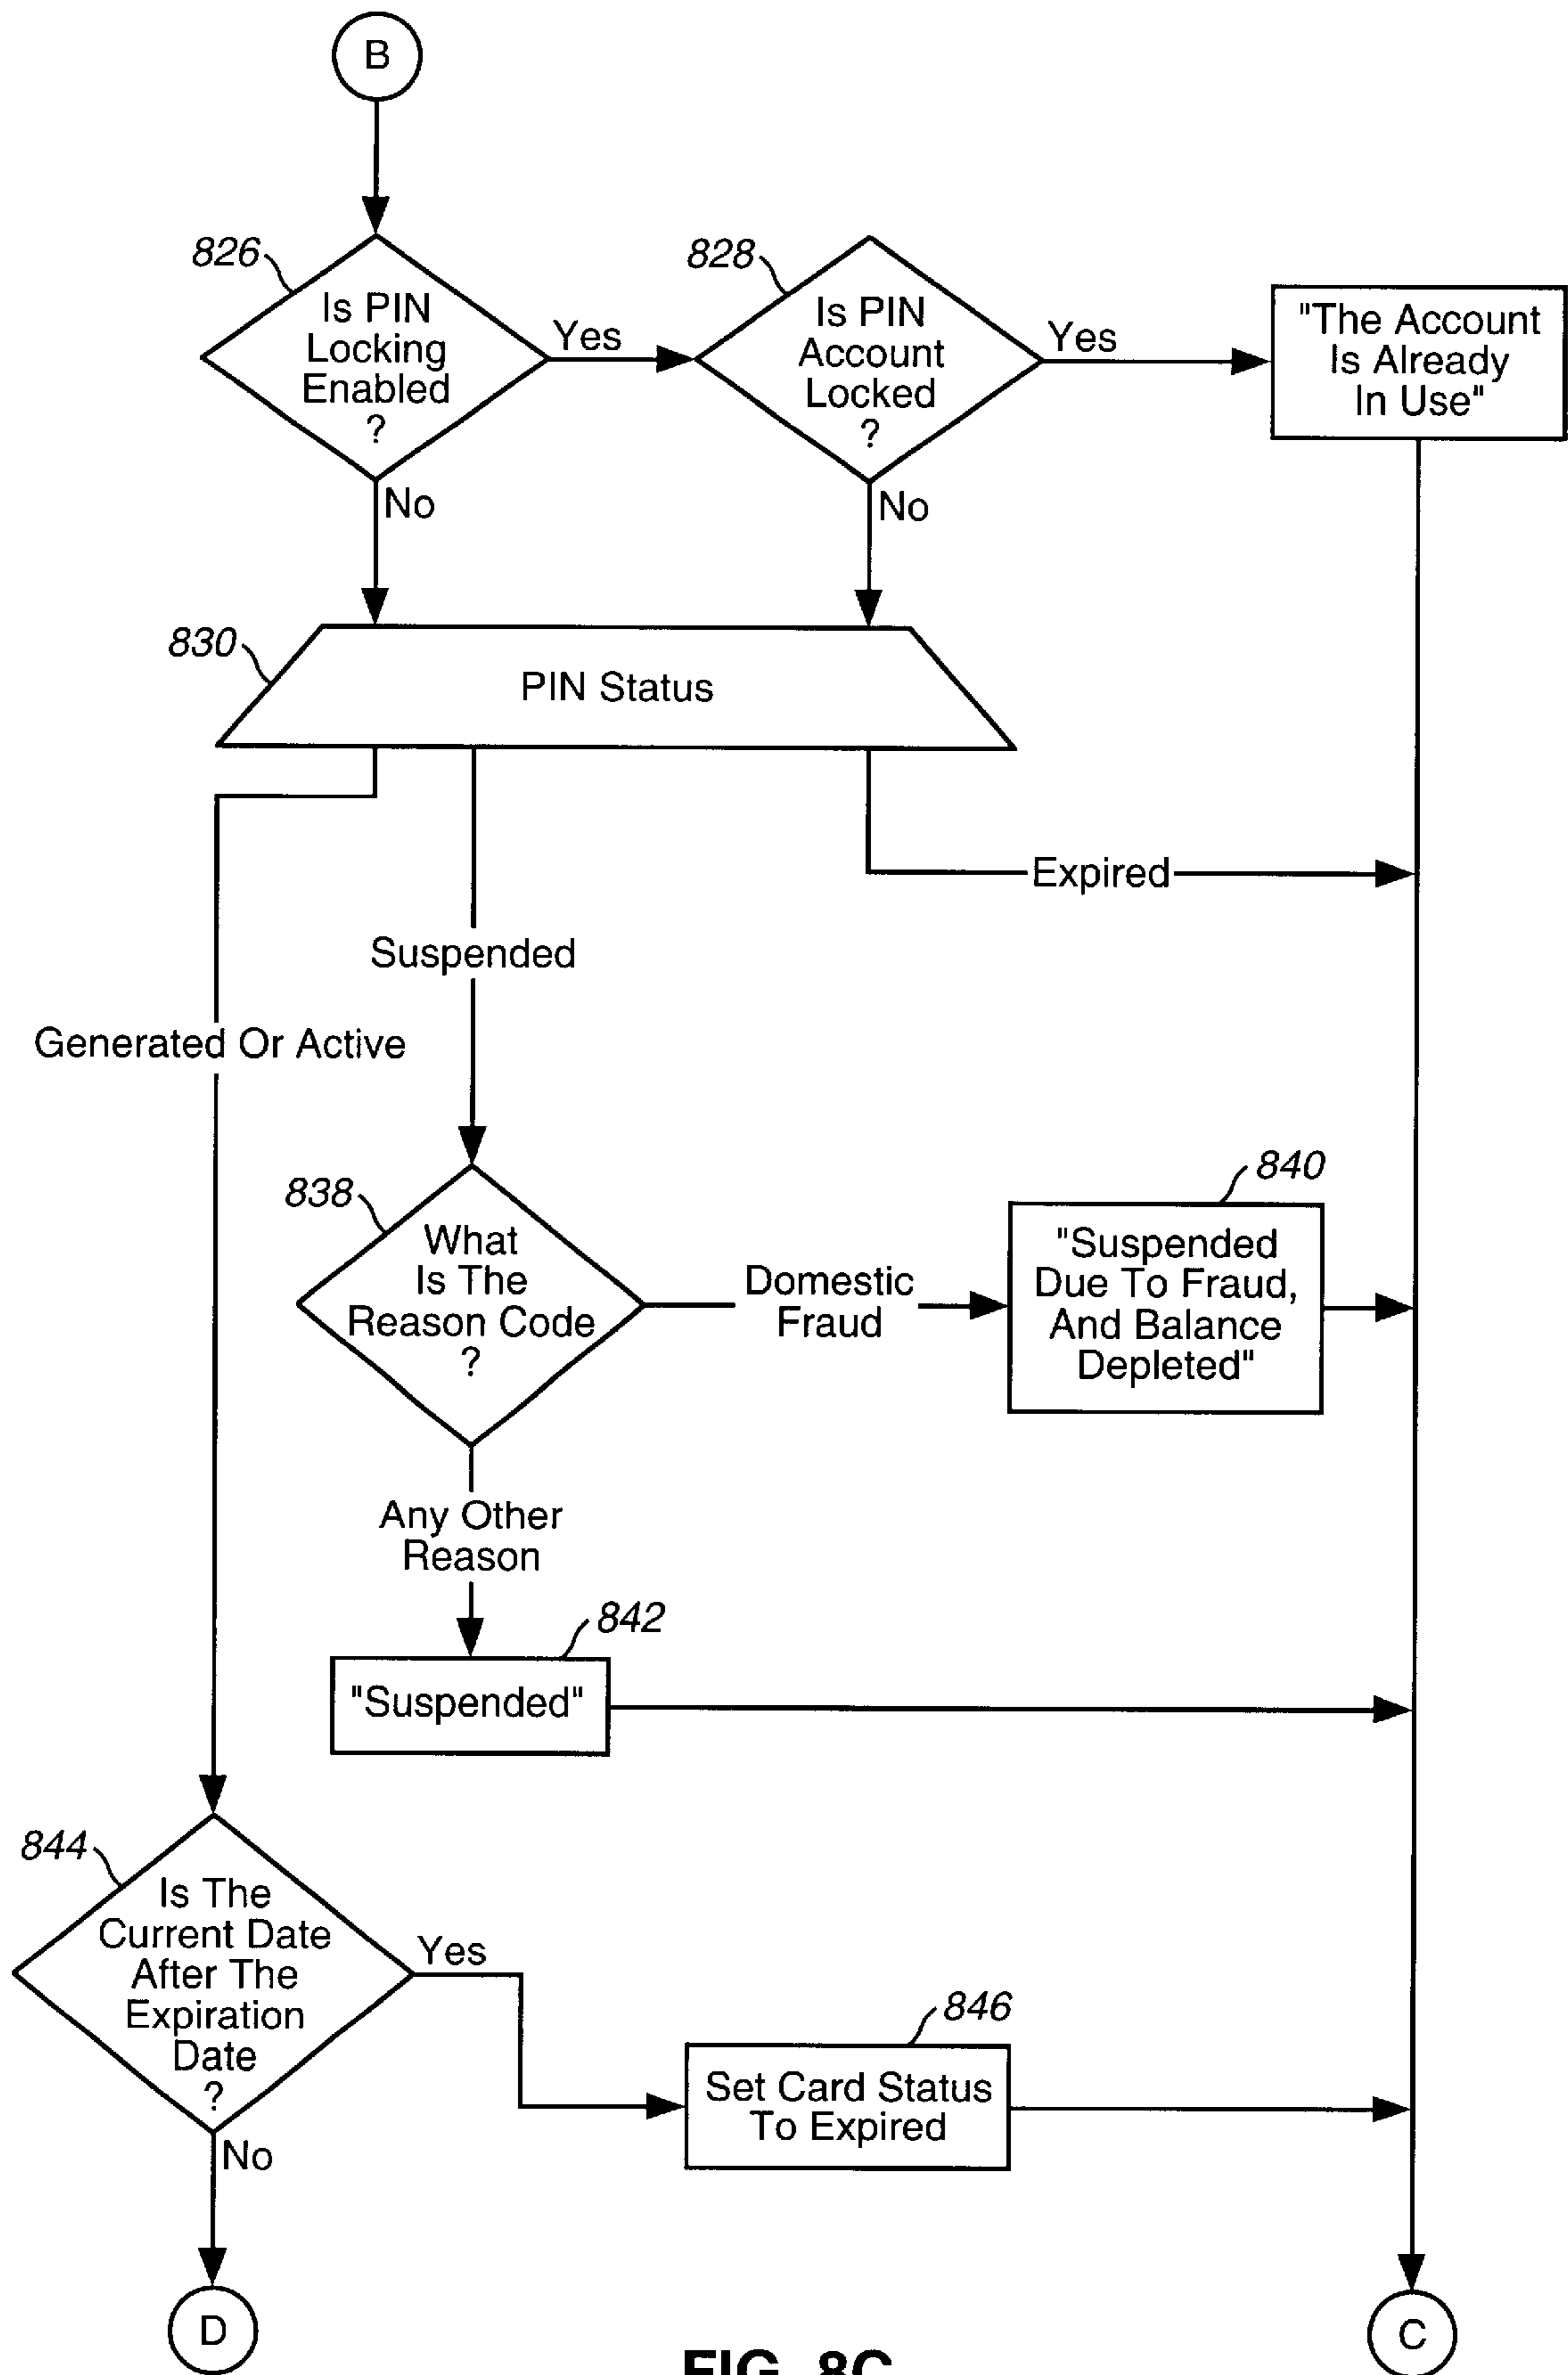 B
826
Is PIN
Locking
Enabled
?
Yes
No
828
Is PIN
Account
Locked
?
Yes
No
"The Account
Is Already
In Use"
830
PIN Status
Expired
Suspended
Generated Or Active
838
What
Is The
Reason Code
?
Domestic
Fraud
840
"Suspended
Due To Fraud,
And Balance
Depleted"
Any Other
Reason
842
"Suspended"
844
Is The
Current Date
After The
Expiration
Date
?
Yes
No
846
Set Card Status
To Expired
D
C
FIG. 8C